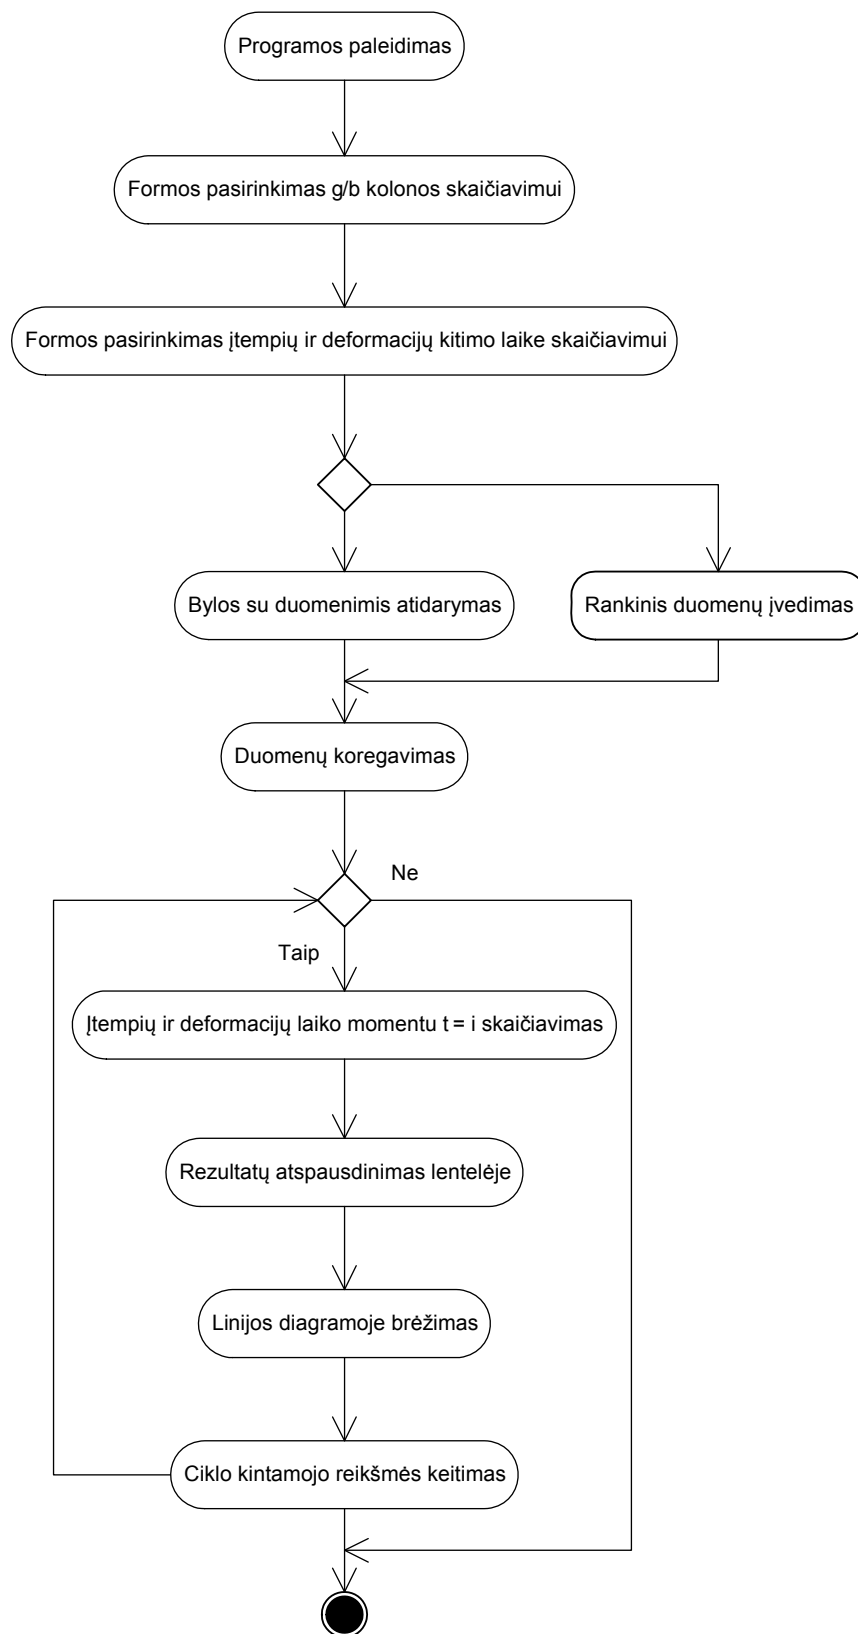 Programos paleidimas
Formos pasirinkimas g/b kolonos skaičiavimui
Formos pasirinkimas įtempių ir deformacijų kitimo laike skaičiavimui
Bylos su duomenimis atidarymas
Rankinis duomenų įvedimas
Duomenų koregavimas
Ne
Taip
Įtempių ir deformacijų laiko momentu t = i skaičiavimas
Rezultatų atspausdinimas lentelėje
Linijos diagramoje brėžimas
Ciklo kintamojo reikšmės keitimas